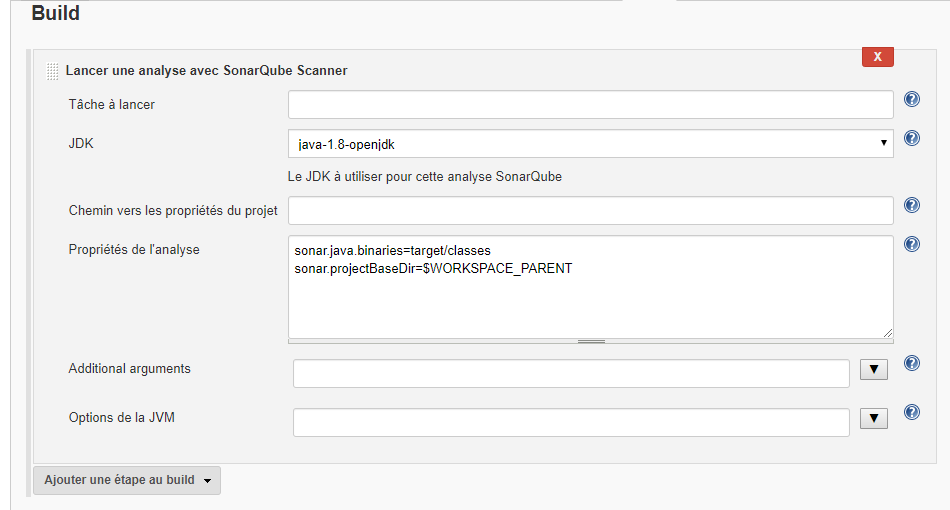 Build
Lancer une analyse avec SonarQube Scanner
X
Tâche à lancer
?
JDK
java-1.8-openjdk
?
Le JDK à utiliser pour cette analyse SonarQube
Chemin vers les propriétés du projet
?
Propriétés de l'analyse
sonar.java.binaries=target/classes
sonar.projectBaseDir=$WORKSPACE_PARENT
?
Additional arguments
?
Options de la JVM
?
Ajouter une étape au build